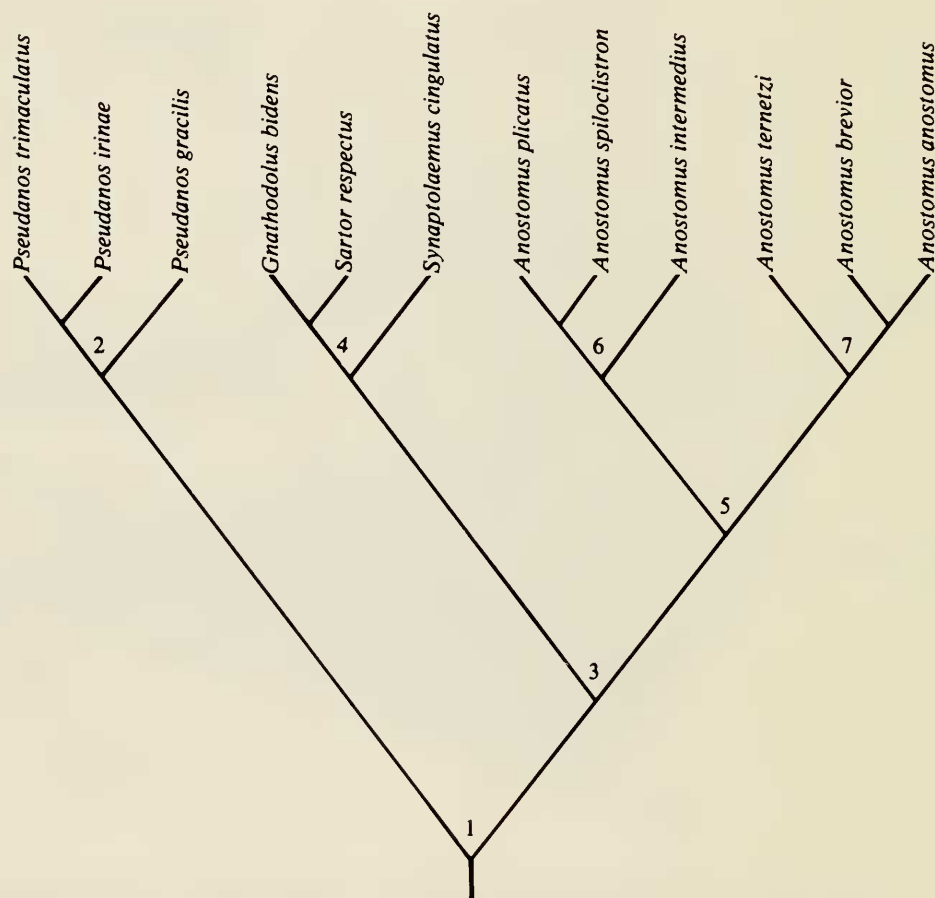 Pseudanos trimaculatus
Pseudanos irinae
Pseudanos gracilis
Gnathodolus bidens
Sartor respectus
Synaptolaemus cingulatus
Anostomus plicatus
Anostomus spiloclistron
Anostomus intermedius
Anostomus ternetzi
Anostomus brevior
Anostomus anostomus
2
4
6
7
5
3
1